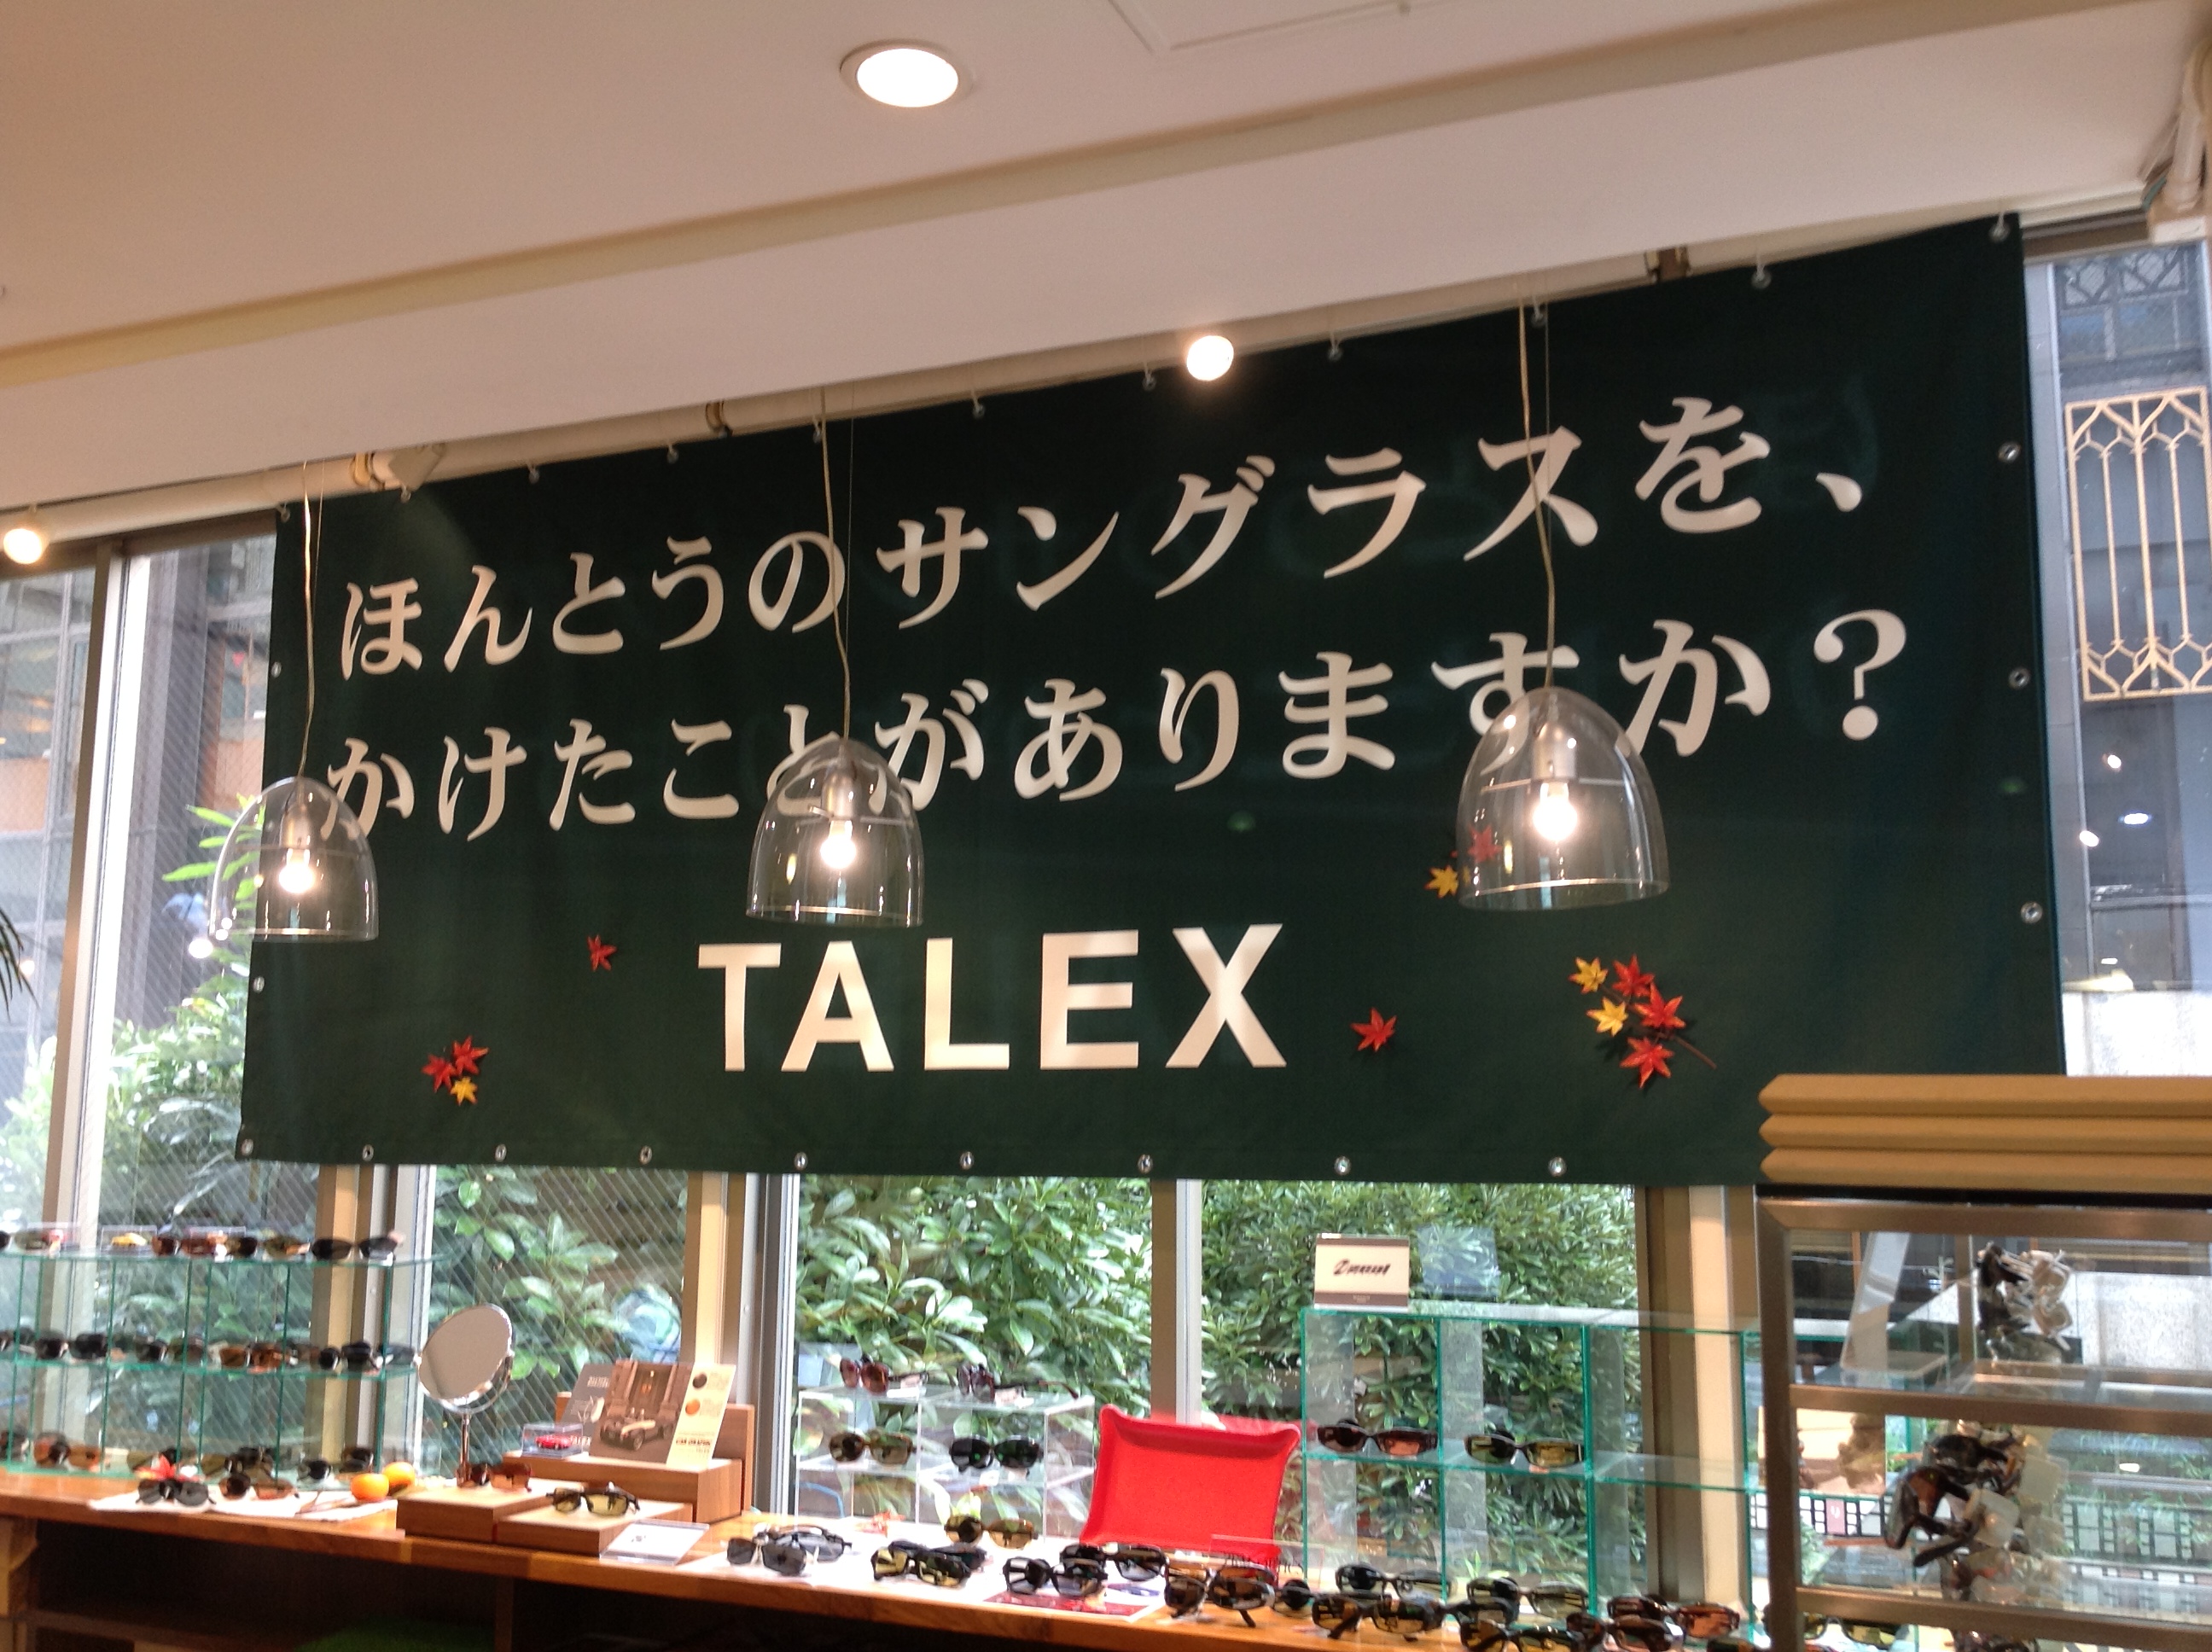 ほんとうのサングラスを、
かけたことがありますか?
TALEX